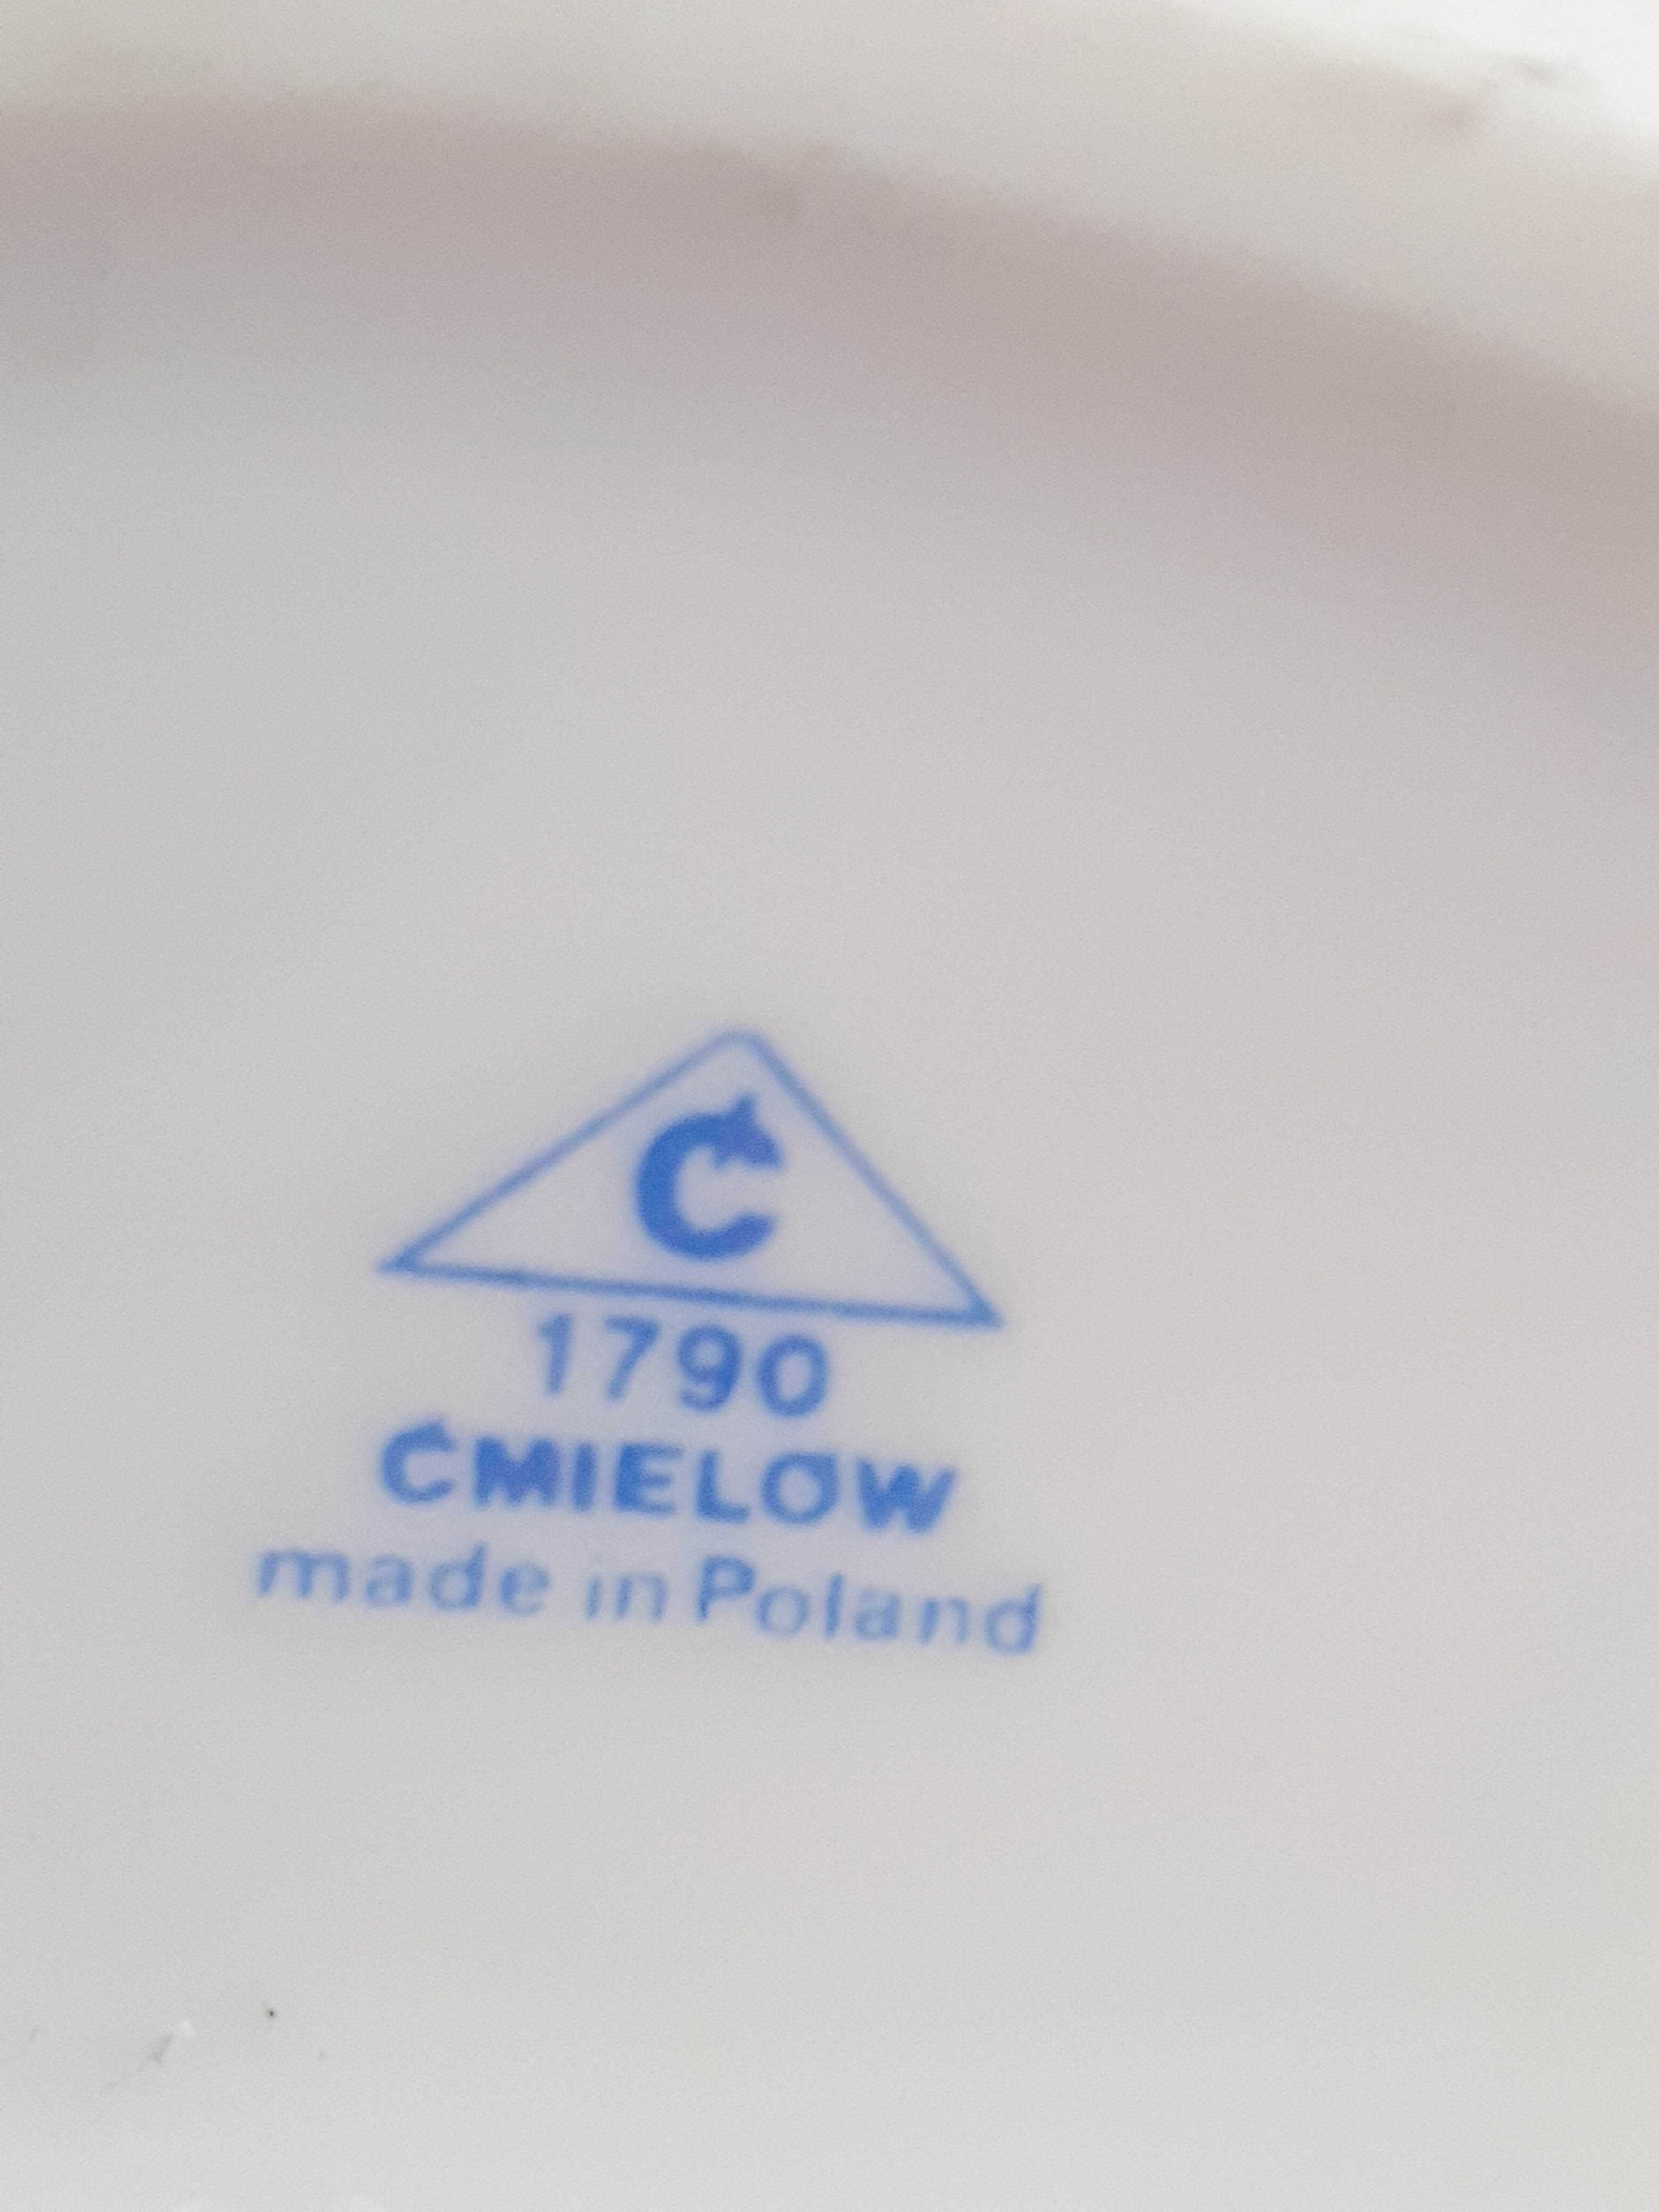 Ć
1790
ĆMIELÓW
made in Poland